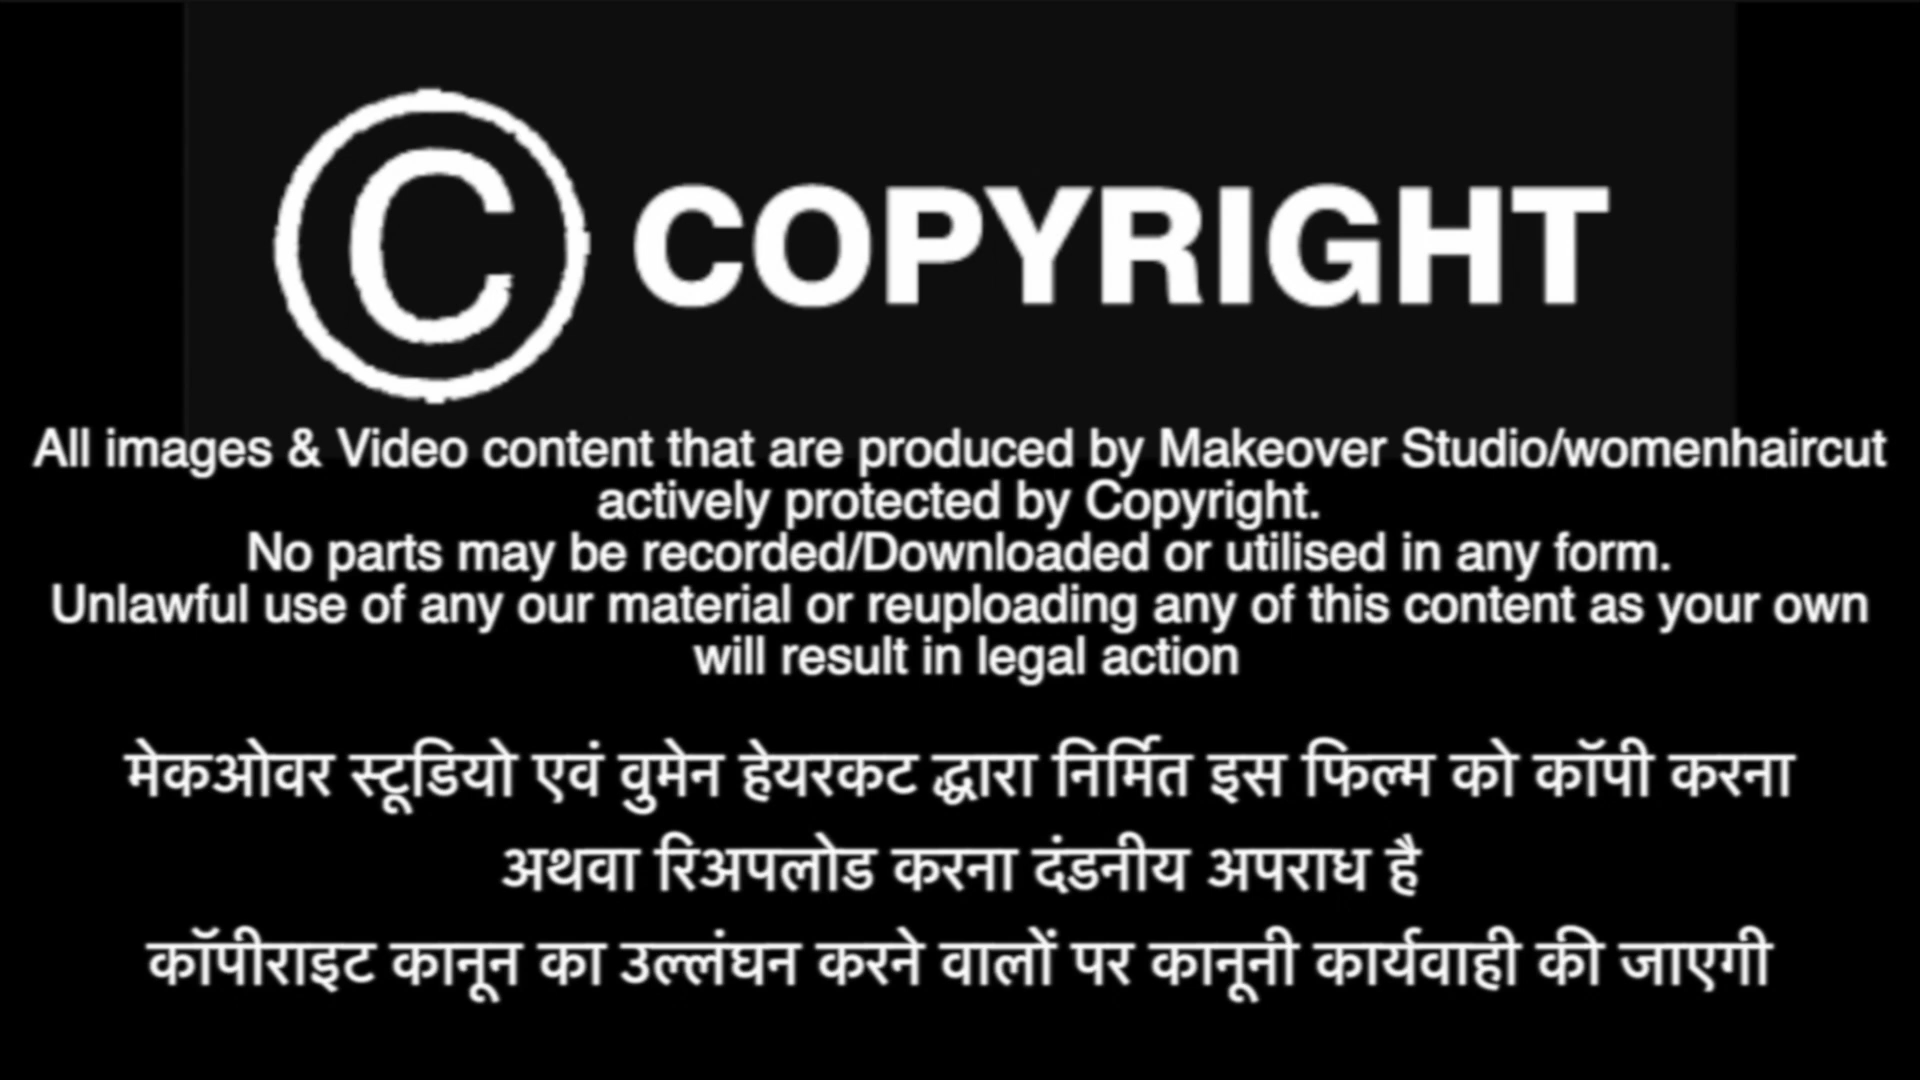 © COPYRIGHT
All images & Video content that are produced by Makeover Studio/womenhaircut
actively protected by Copyright.
No parts may be recorded/Downloaded or utilised in any form.
Unlawful use of any our material or reuploading any of this content as your own
will result in legal action
मेकओवर स्टूडियो एवं वुमेन हेयरकट द्धारा निर्मित इस फिल्म को कॉपी करना
अथवा रिअपलोड करना दंडनीय अपराध है
कॉपीराइट कानून का उल्लंघन करने वालों पर कानूनी कार्यवाही की जाएगी